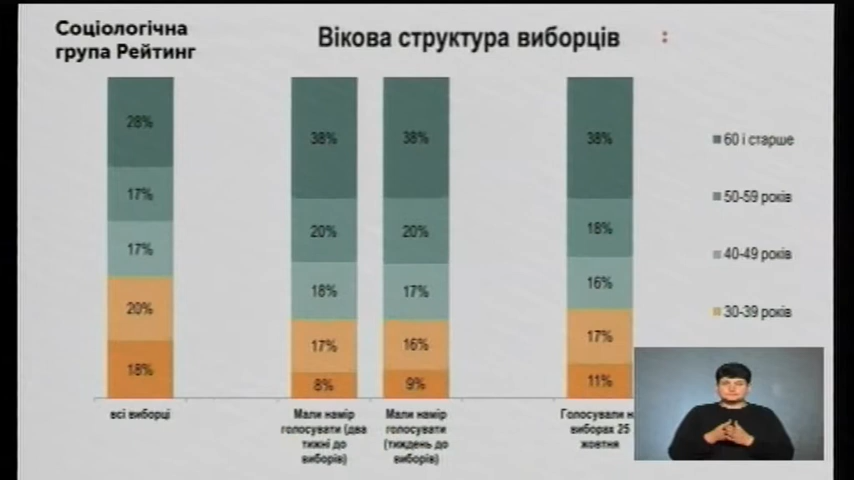 Соціологічна
група Рейтинг
Вікова структура виборців
28%
17%
17%
20%
18%
38%
20%
18%
17%
8%
38%
20%
17%
16%
9%
38%
18%
16%
17%
11%
60 і старше
50-59 років
40-49 років
30-39 років
всі виборці
Мали намір
голосувати (два
тижні до
виборів)
Мали намір
голосувати
(тиждень до
виборів)
Голосували
виборах 25
жовтня